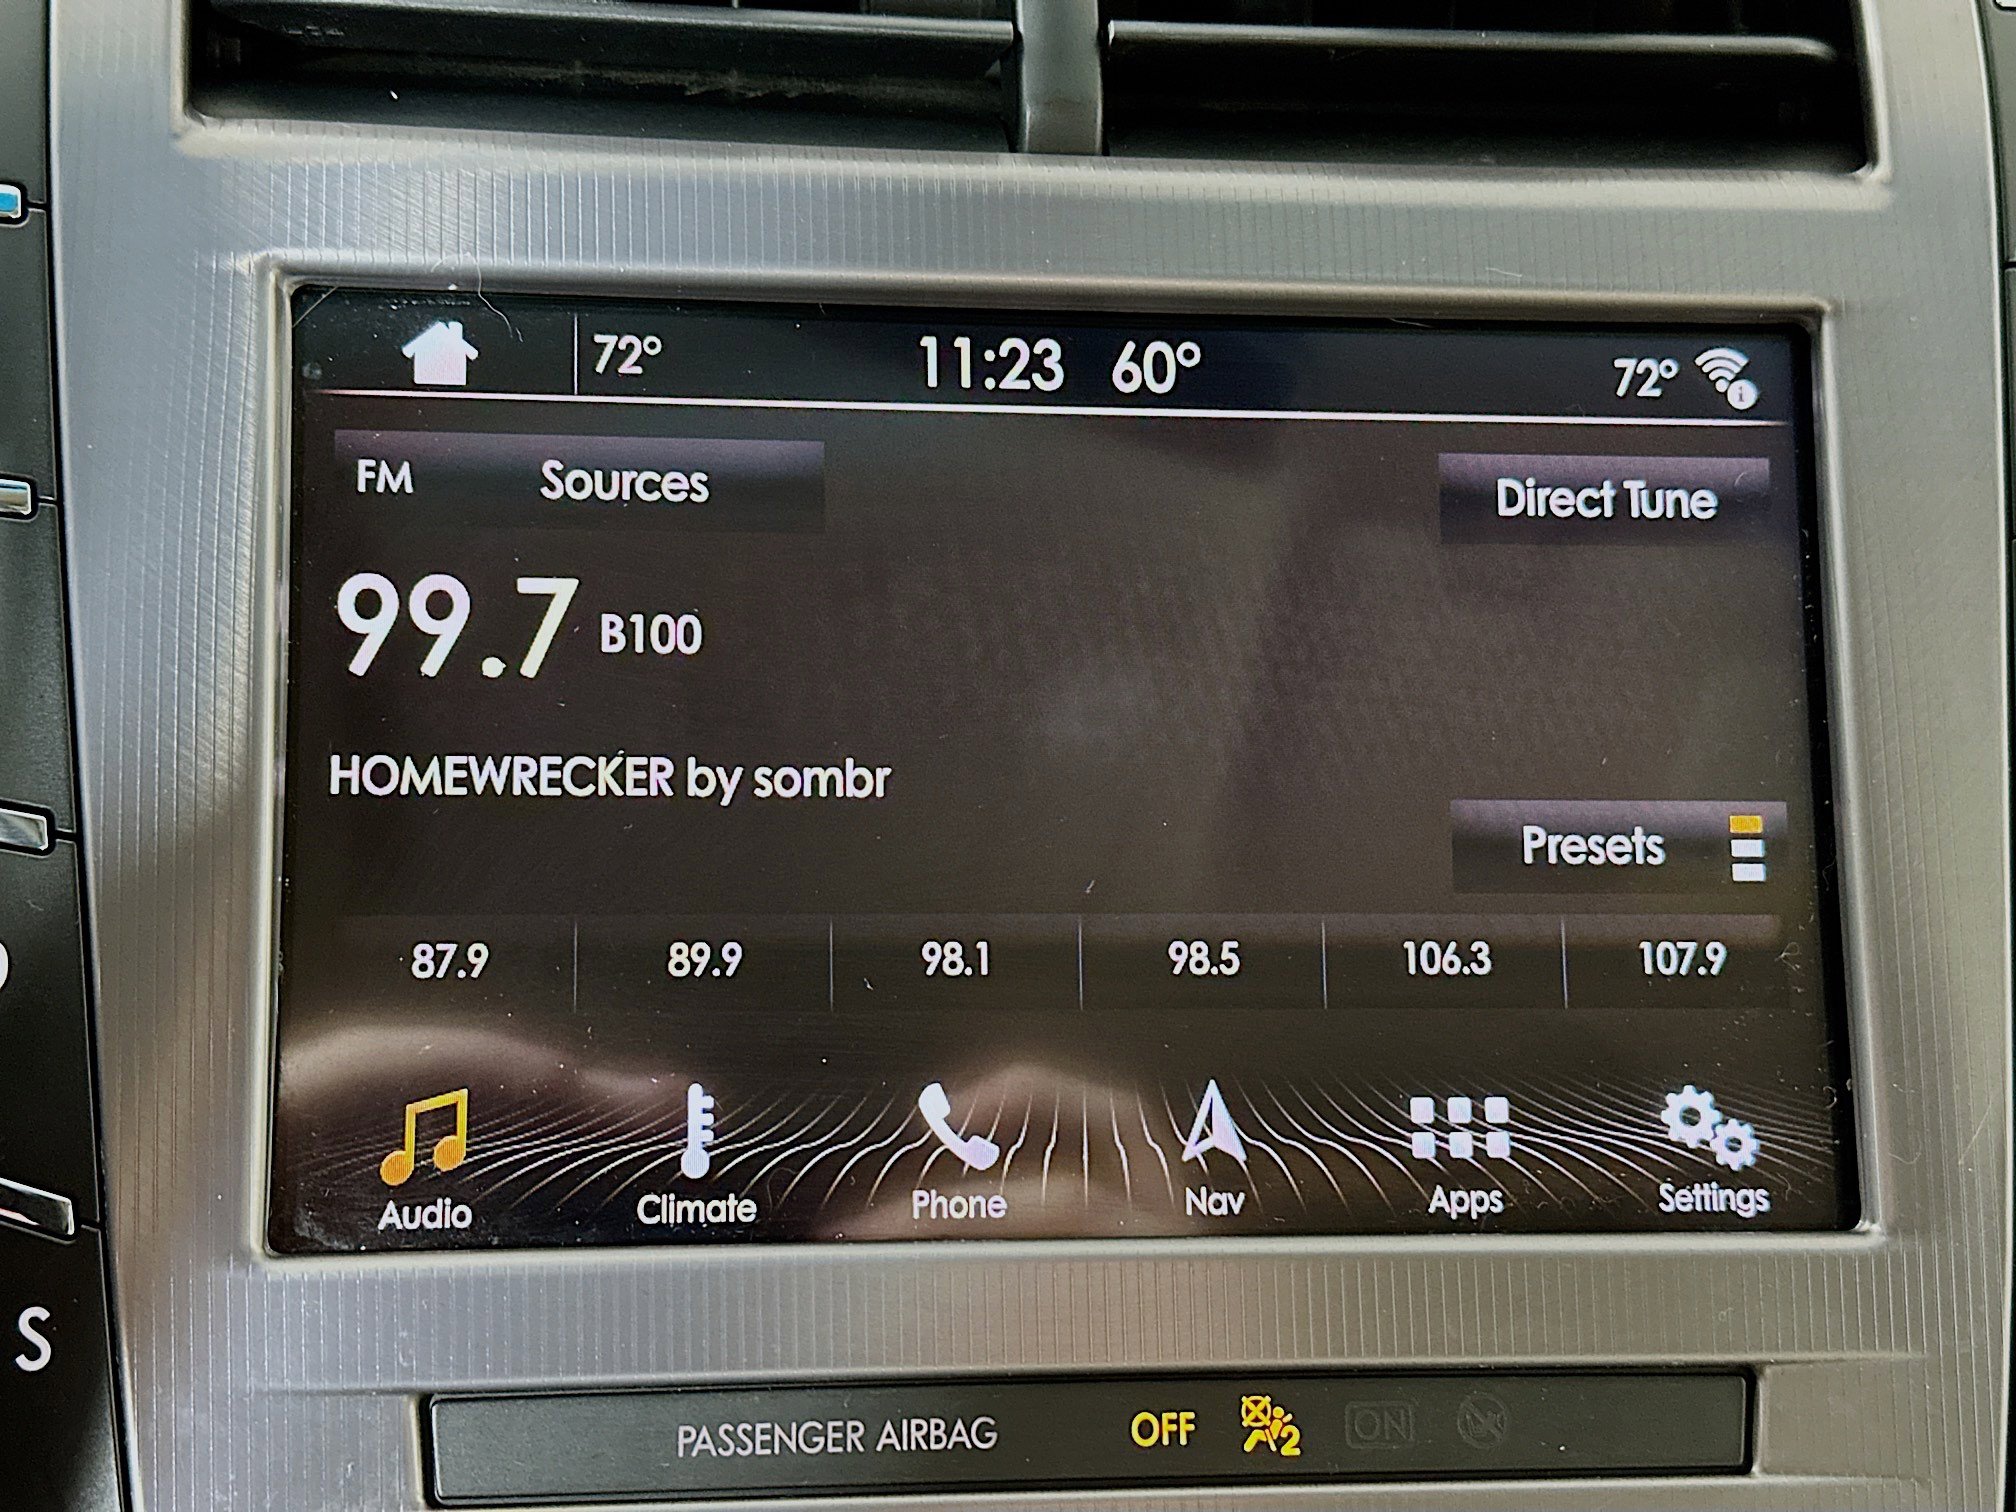 72° 11:23 60° 72°
FM Sources Direct Tune
99.7 B100
HOMEWRECKER by sombr
Presets
87.9 89.9 98.1 98.5 106.3 107.9
Audio Climate Phone Nav Apps Settings
S
PASSENGER AIRBAG OFF 2 ON